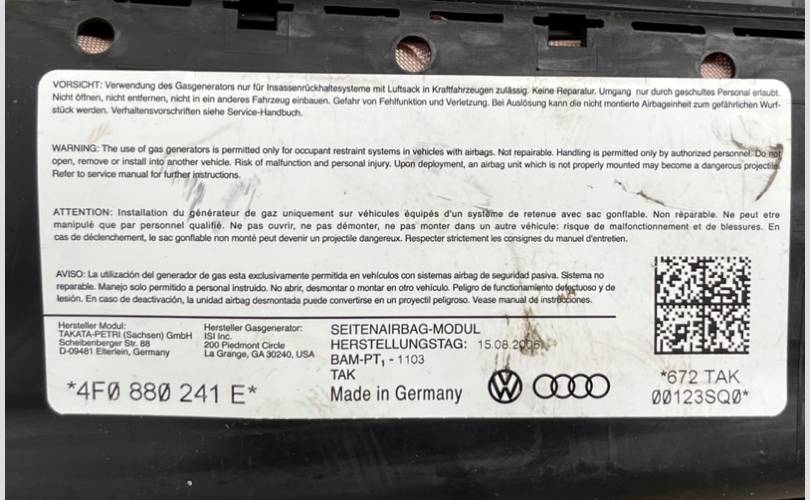 VORSICHT: Verwendung des Gasgenerators nur für Insassenrückhaltesysteme mit Luftsack in Kraftfahrzeugen zulässig. Keine Reparatur. Umgang nur durch geschultes Personal erlaubt.
Nicht öffnen, nicht entfernen, nicht in ein anderes Fahrzeug einbauen. Gefahr von Fehlfunktion und Verletzung. Bei Auslösung kann die nicht montierte Airbageinheit zum gefährlichen Wurf-
stück werden. Verhaltensvorschriften siehe Service-Handbuch.
WARNING: The use of gas generators is permitted only for occupant restraint systems in vehicles with airbags. Not repairable. Handling is permitted only by authorized personnel. Do not
open, remove or install into another vehicle. Risk of malfunction and personal injury. Upon deployment, an airbag unit which is not properly mounted may become a dangerous projectile.
Refer to service manual for further instructions.
ATTENTION: Installation du générateur de gaz uniquement sur véhicules équipés d'un système de retenue avec sac gonflable. Non réparable. Ne peut etre
manipulé que par personnel qualifié. Ne pas ouvrir, ne pas démonter, ne pas monter dans un autre véhicule: risque de malfonctionnement et de blessures. En
cas de déclenchement, le sac gonflable non monté peut devenir un projectile dangereux. Respecter strictement les consignes du manuel d'entretien.
AVISO: La utilización del generador de gas esta exclusivamente permitida en vehículos con sistemas airbag de seguridad pasiva. Sistema no
reparable. Manejo solo permitido a personal instruido. No abrir, desmontar o montar en otro vehículo. Peligro de funcionamiento defectuoso y de
lesión. En caso de deactivación, la unidad airbag desmontada puede convertirse en un proyectil peligroso. Vease manual de instrucciones.
Hersteller Modul:
TAKATA-PETRI (Sachsen) GmbH
Scheibenberger Str. 88
D-09481 Elterlein, Germany
Hersteller Gasgenerator:
ISI Inc.
200 Piedmont Circle
La Grange, GA 30240, USA
SEITENAIRBAG-MODUL
HERSTELLUNGSTAG: 15.08.2006
BAM-PT₁ - 1103
TAK
Made in Germany
*4F0 880 241 E*
*672 TAK
00123SQ0*